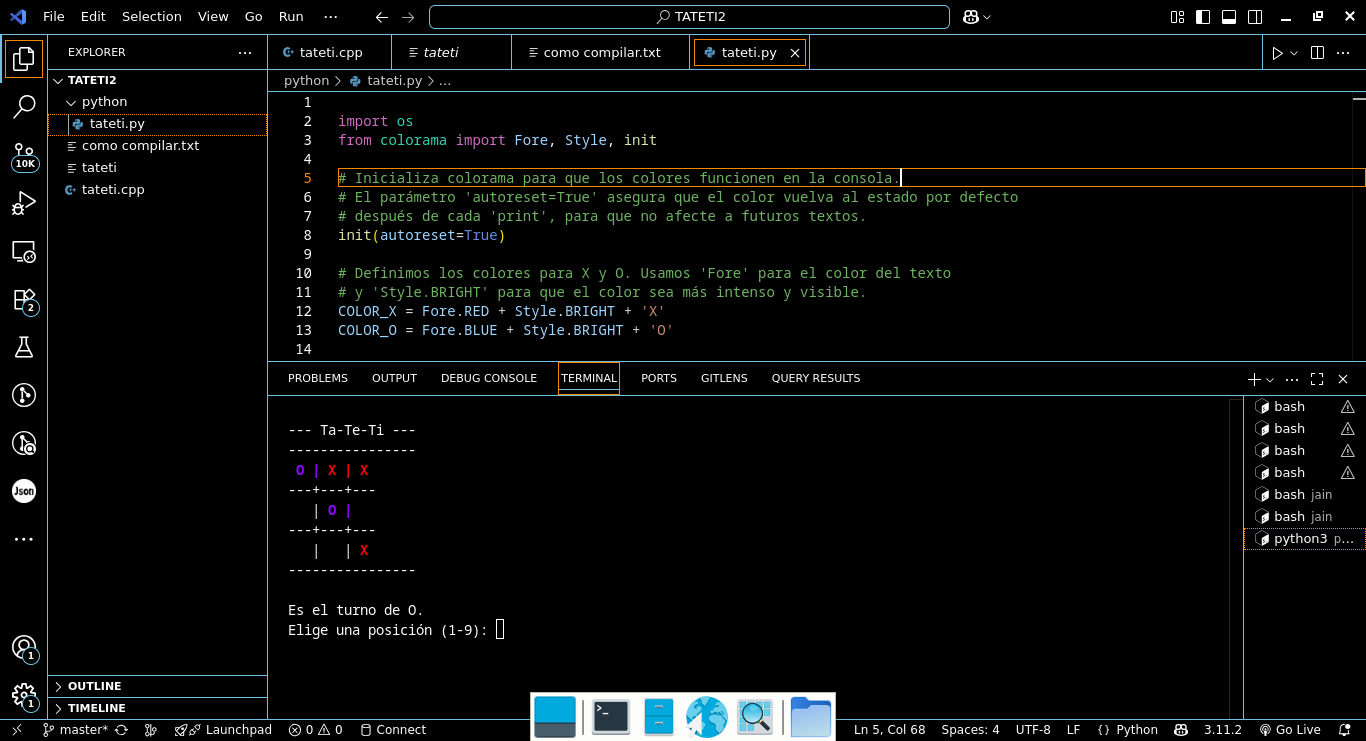 File Edit Selection View Go Run ··· TATETI2
EXPLORER ···
TATETI2
python
tateti.py
como compilar.txt
tateti
tateti.cpp
OUTLINE
TIMELINE
10K
2
Json
1
1
tateti.cpp tateti como compilar.txt tateti.py
python > tateti.py > ...
1
2 import os
3 from colorama import Fore, Style, init
4
5 # Inicializa colorama para que los colores funcionen en la consola.
6 # El parámetro 'autoreset=True' asegura que el color vuelva al estado por defecto
7 # después de cada 'print', para que no afecte a futuros textos.
8 init(autoreset=True)
9
10 # Definimos los colores para X y O. Usamos 'Fore' para el color del texto
11 # y 'Style.BRIGHT' para que el color sea más intenso y visible.
12 COLOR_X = Fore.RED + Style.BRIGHT + 'X'
13 COLOR_O = Fore.BLUE + Style.BRIGHT + 'O'
14
PROBLEMS OUTPUT DEBUG CONSOLE TERMINAL PORTS GITLENS QUERY RESULTS
--- Ta-Te-Ti ---
----------------
O | X | X
---+---+---
| O |
---+---+---
| | X
----------------
Es el turno de O.
Elige una posición (1-9):
bash
bash
bash
bash
bash jain
bash jain
python3 p...
master* Launchpad 0 0 Connect Ln 5, Col 68 Spaces: 4 UTF-8 LF {} Python 3.11.2 Go Live